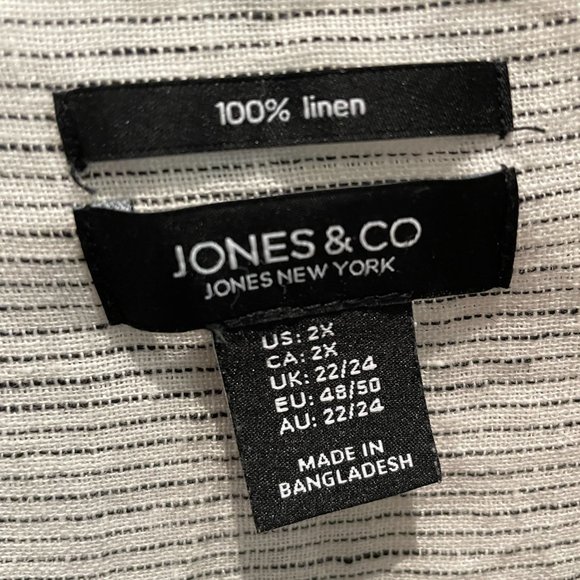 100% linen
JONES & CO
JONES NEW YORK
US: 2X
CA: 2X
UK: 22/24
EU: 48/50
AU: 22/24
MADE IN
BANGLADESH